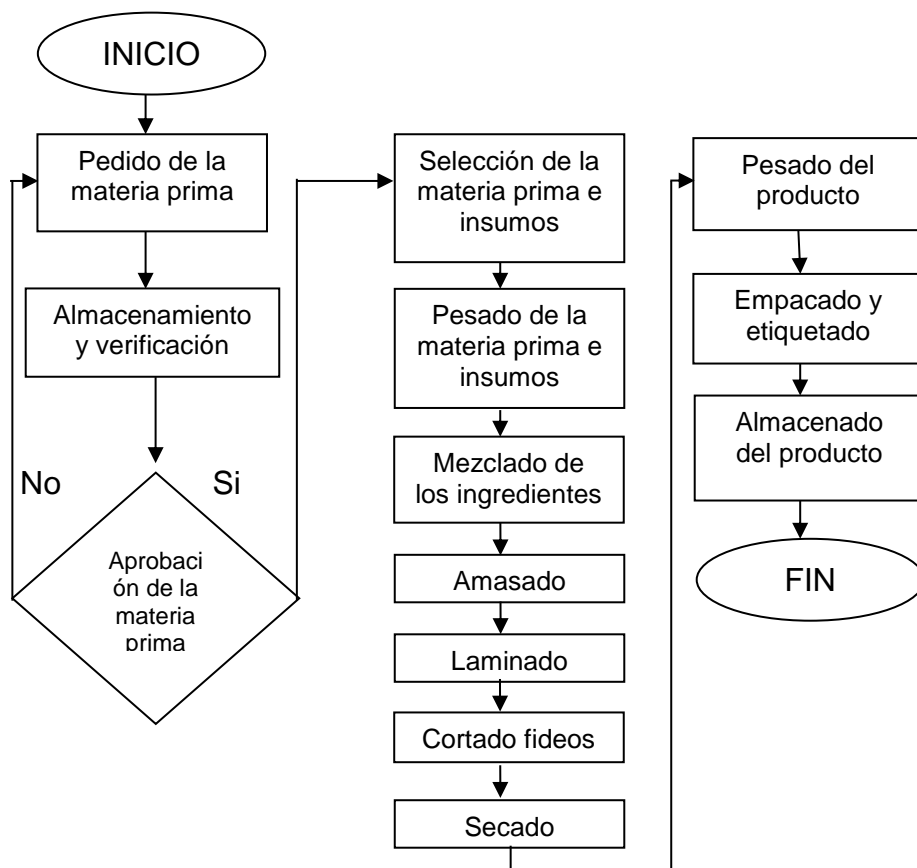 INICIO
Pedido de la
materia prima
Almacenamiento
y verificación
No
Si
Aprobaci
ón de la
materia
prima
Selección de la
materia prima e
insumos
Pesado de la
materia prima e
insumos
Mezclado de
los ingredientes
Amasado
Laminado
Cortado fideos
Secado
Pesado del
producto
Empacado y
etiquetado
Almacenado
del producto
FIN